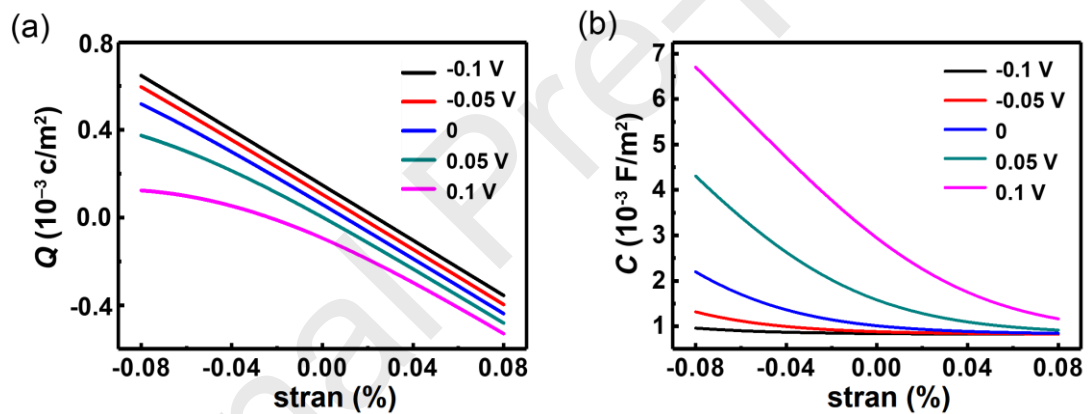 (a)
Q (10⁻³ c/m²)
0.8
0.4
0.0
-0.4
-0.08 -0.04 0.00 0.04 0.08
stran (%)
-0.1 V
-0.05 V
0
0.05 V
0.1 V
(b)
C (10⁻³ F/m²)
7
6
5
4
3
2
1
-0.08 -0.04 0.00 0.04 0.08
stran (%)
-0.1 V
-0.05 V
0
0.05 V
0.1 V
nal Pre-